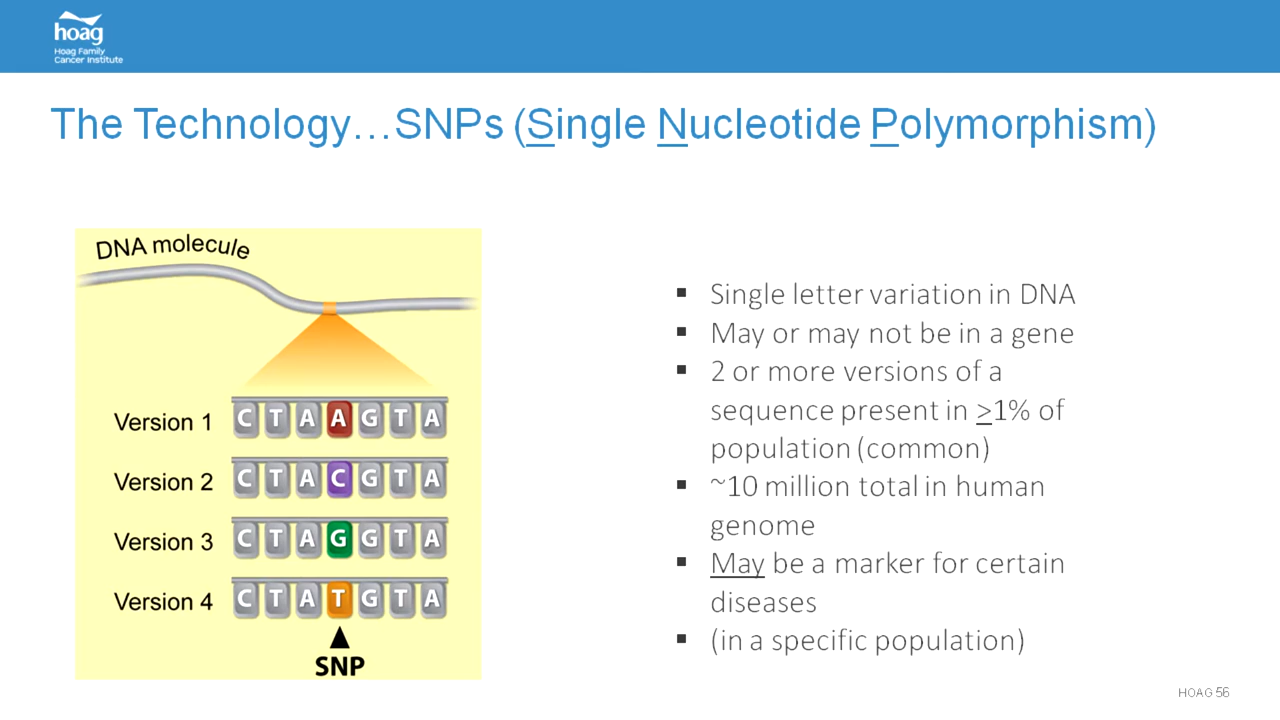 hoag
Hoag Family
Cancer Institute
The Technology…SNPs (Single Nucleotide Polymorphism)
DNA molecule
Version 1 C T A A G T A
Version 2 C T A C G T A
Version 3 C T A G G T A
Version 4 C T A T G T A
SNP
▪ Single letter variation in DNA
▪ May or may not be in a gene
▪ 2 or more versions of a
sequence present in ≥1% of
population (common)
▪ ~10 million total in human
genome
▪ May be a marker for certain
diseases
▪ (in a specific population)
HOAG 56